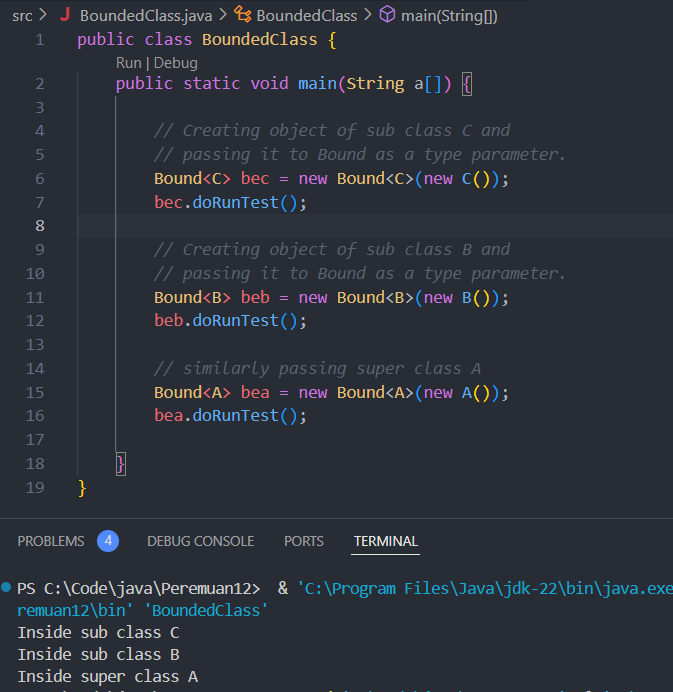 src > J BoundedClass.java > BoundedClass > main(String[])
1 public class BoundedClass {
Run | Debug
2 public static void main(String a[]) {
3
4 // Creating object of sub class C and
5 // passing it to Bound as a type parameter.
6 Bound<C> bec = new Bound<C>(new C());
7 bec.doRunTest();
8
9 // Creating object of sub class B and
10 // passing it to Bound as a type parameter.
11 Bound<B> beb = new Bound<B>(new B());
12 beb.doRunTest();
13
14 // similarly passing super class A
15 Bound<A> bea = new Bound<A>(new A());
16 bea.doRunTest();
17
18 }
19 }
PROBLEMS 4 DEBUG CONSOLE PORTS TERMINAL
PS C:\Code\java\Peremuan12> & 'C:\Program Files\Java\jdk-22\bin\java.exe
remuan12\bin' 'BoundedClass'
Inside sub class C
Inside sub class B
Inside super class A